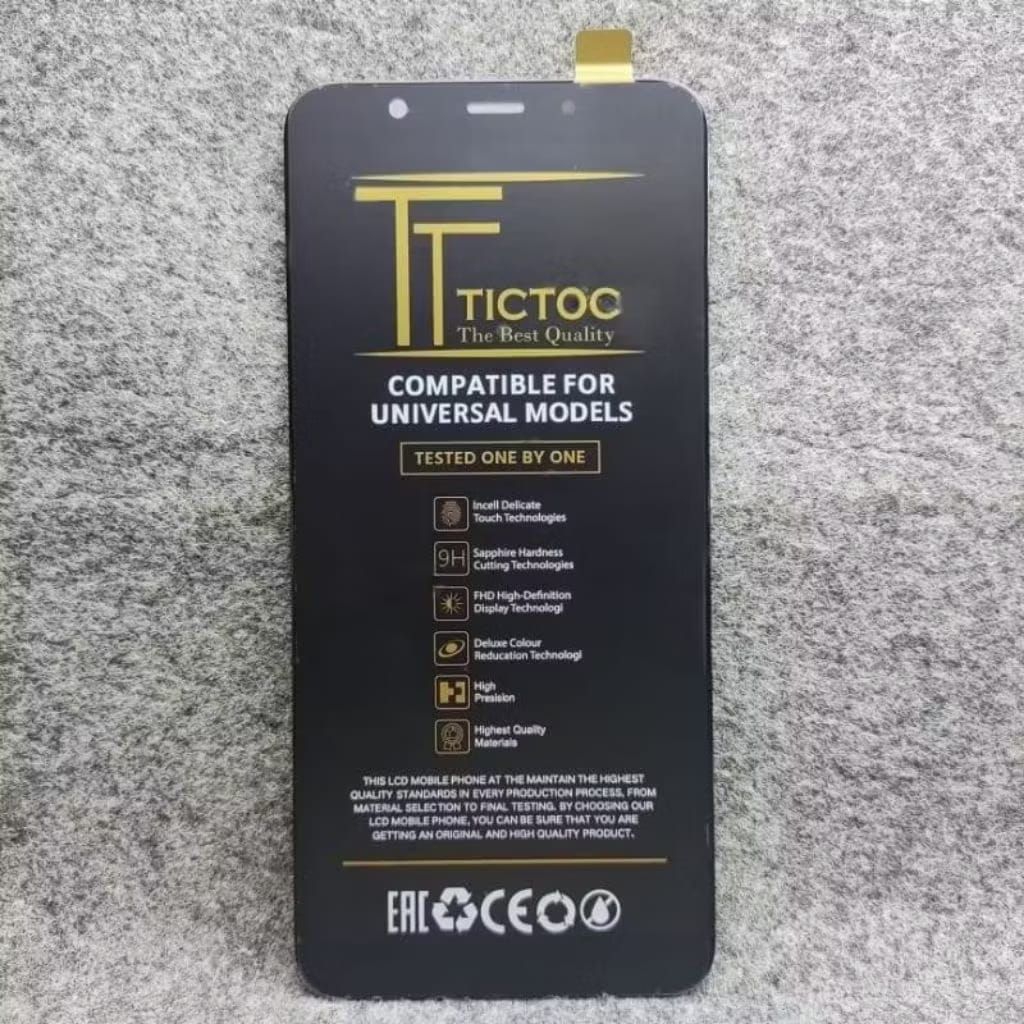 TT
TICTOC
The Best Quality
COMPATIBLE FOR
UNIVERSAL MODELS
TESTED ONE BY ONE
Incell Delicate
Touch Technologies
9H
Sapphire Hardness
Cutting Technologies
FHD High-Definition
Display Technologi
Deluxe Colour
Reducation Technologi
High
Presision
Highest Quality
Materials
THIS LCD MOBILE PHONE AT THE MAINTAIN THE HIGHEST
QUALITY STANDARDS IN EVERY PRODUCTION PROCESS, FROM
MATERIAL SELECTION TO FINAL TESTING. BY CHOOSING OUR
LCD MOBILE PHONE, YOU CAN BE SURE THAT YOU ARE
GETTING AN ORIGINAL AND HIGH QUALITY PRODUCT.
EAC CE